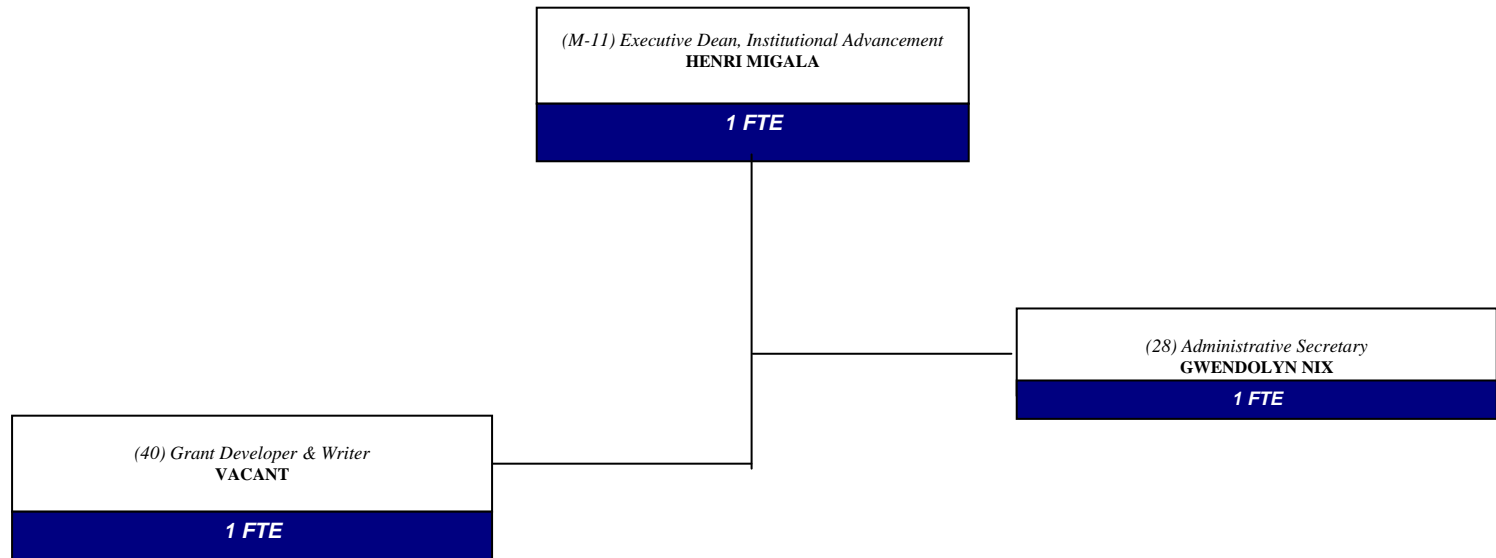 (M-11) Executive Dean, Institutional Advancement
HENRI MIGALA
1 FTE
(28) Administrative Secretary
GWENDOLYN NIX
1 FTE
(40) Grant Developer & Writer
VACANT
1 FTE